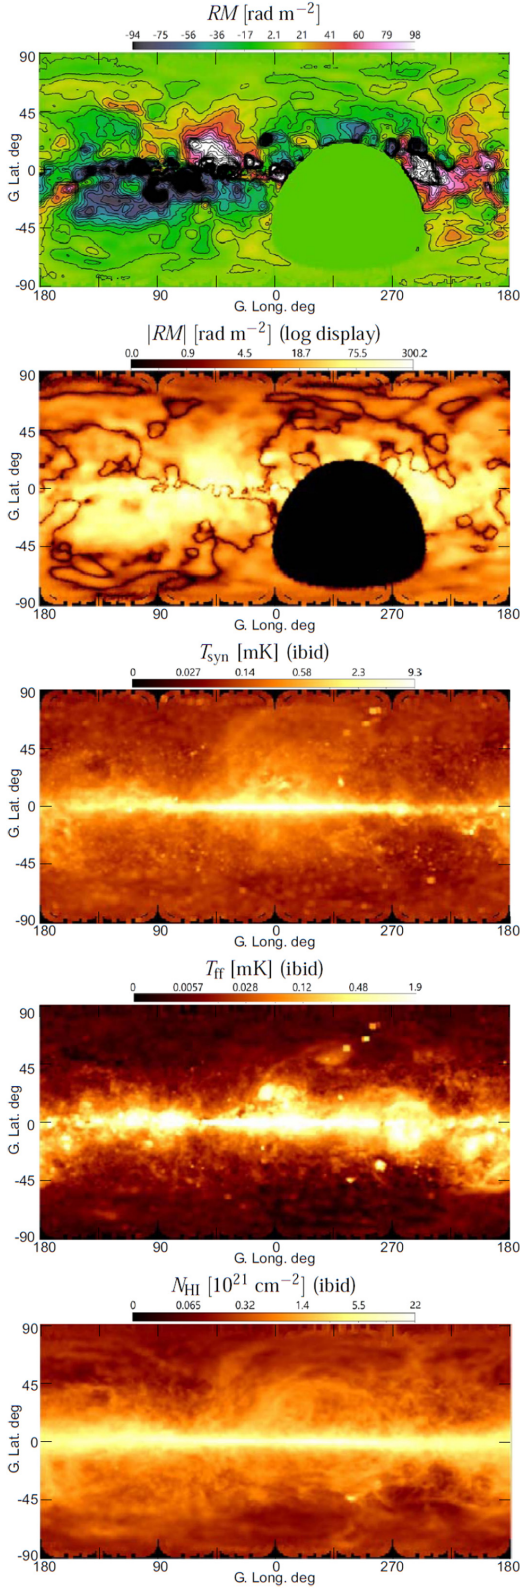 RM [rad m−2]
-94 -75 -56 -36 -17 2.1 21 41 60 79 98
90
45
0
-45
-90
G. Lat. deg
180 90 0 270 180
G. Long. deg
|RM| [rad m−2] (log display)
0.0 0.9 4.5 18.7 75.5 300.2
90
45
0
-45
-90
G. Lat. deg
180 90 0 270 180
G. Long. deg
Tsyn [mK] (ibid)
0 0.027 0.14 0.58 2.3 9.3
90
45
0
-45
-90
G. Lat. deg
180 90 0 270 180
G. Long. deg
Tff [mK] (ibid)
0 0.0057 0.028 0.12 0.48 1.9
90
45
0
-45
-90
G. Lat. deg
180 90 0 270 180
G. Long. deg
NHI [10²¹ cm−2] (ibid)
0 0.065 0.32 1.4 5.5 22
90
45
0
-45
-90
G. Lat. deg
180 90 0 270 180
G. Long. deg